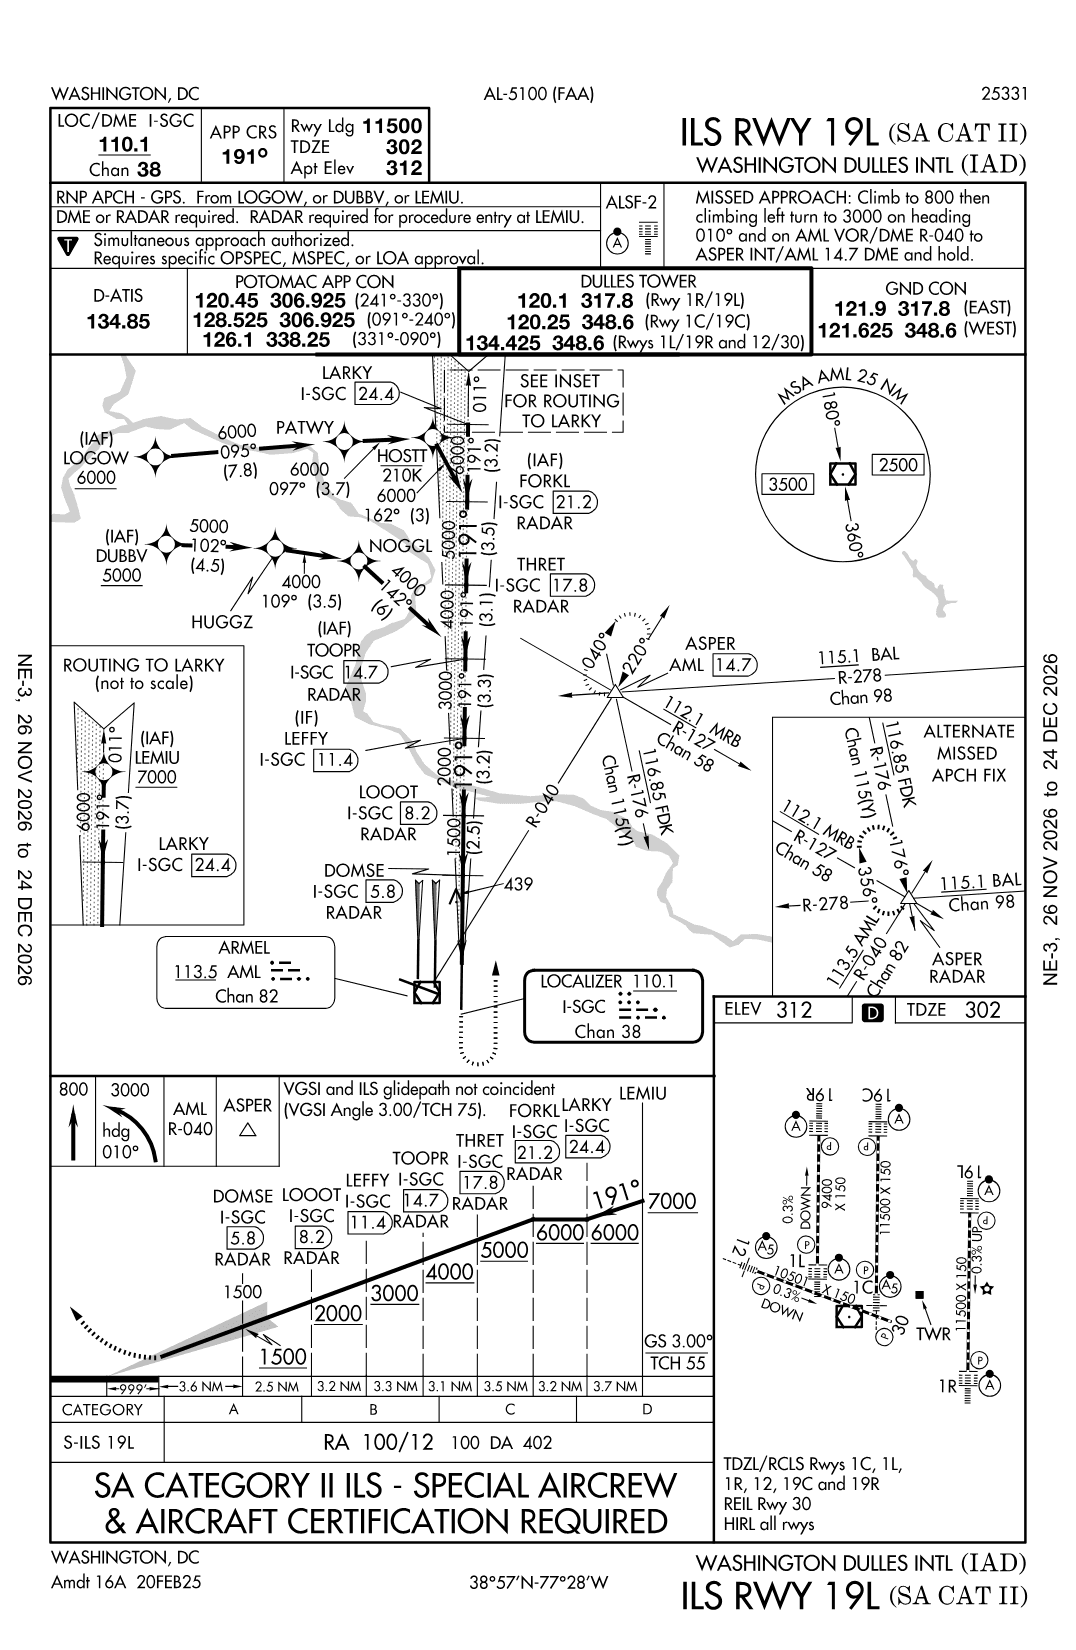 WASHINGTON, DC
AL-5100 (FAA)
25331
LOC/DME I-SGC
110.1
Chan 38
APP CRS
191°
Rwy Ldg 11500
TDZE 302
Apt Elev 312
ILS RWY 19L (SA CAT II)
WASHINGTON DULLES INTL (IAD)
RNP APCH - GPS. From LOGOW, or DUBBV, or LEMIU.
DME or RADAR required. RADAR required for procedure entry at LEMIU.
T
Simultaneous approach authorized.
Requires specific OPSPEC, MSPEC, or LOA approval.
ALSF-2
A
MISSED APPROACH: Climb to 800 then
climbing left turn to 3000 on heading
010° and on AML VOR/DME R-040 to
ASPER INT/AML 14.7 DME and hold.
D-ATIS
134.85
POTOMAC APP CON
120.45 306.925 (241°-330°)
128.525 306.925 (091°-240°)
126.1 338.25 (331°-090°)
DULLES TOWER
120.1 317.8 (Rwy 1R/19L)
120.25 348.6 (Rwy 1C/19C)
134.425 348.6 (Rwys 1L/19R and 12/30)
GND CON
121.9 317.8 (EAST)
121.625 348.6 (WEST)
LARKY
I-SGC 24.4
011°
SEE INSET
FOR ROUTING
TO LARKY
MSA AML 25 NM
180°
3500
2500
360°
(IAF)
LOGOW
6000
6000
095°
(7.8)
PATWY
6000
097° (3.7)
HOSTT
210K
6000
162° (3)
6000
191°
(3.2)
(IAF)
FORKL
I-SGC 21.2
RADAR
5000
191°
(3.5)
(IAF)
DUBBV
5000
5000
102°
(4.5)
HUGGZ
4000
109° (3.5)
NOGGL
4000
142°
(6)
THRET
I-SGC 17.8
RADAR
4000
191°
(3.1)
(IAF)
TOOPR
I-SGC 14.7
RADAR
3000
191°
(3.3)
(IF)
LEFFY
I-SGC 11.4
2000
191°
(3.2)
LOOOT
I-SGC 8.2
RADAR
1500
(2.5)
DOMSE
I-SGC 5.8
RADAR
439
040°
220°
ASPER
AML 14.7
115.1 BAL
R-278
Chan 98
112.1 MRB
R-127
Chan 58
116.85 FDK
R-176
Chan 115(Y)
R-040
ROUTING TO LARKY
(not to scale)
011°
(IAF)
LEMIU
7000
6000
191°
(3.7)
LARKY
I-SGC 24.4
ALTERNATE
MISSED
APCH FIX
116.85 FDK
R-176
Chan 115(Y)
112.1 MRB
R-127
Chan 58
176°
356°
115.1 BAL
Chan 98
R-278
113.5 AML
R-040
Chan 82
ASPER
RADAR
ARMEL
113.5 AML
Chan 82
LOCALIZER 110.1
I-SGC
Chan 38
NE-3, 26 NOV 2026 to 24 DEC 2026
NE-3, 26 NOV 2026 to 24 DEC 2026
ELEV 312
D
TDZE 302
800
3000
hdg
010°
AML
R-040
ASPER
VGSI and ILS glidepath not coincident
(VGSI Angle 3.00/TCH 75).
DOMSE
I-SGC
5.8
RADAR
LOOOT
I-SGC
8.2
RADAR
LEFFY
I-SGC
11.4
TOOPR
I-SGC
14.7
RADAR
THRET
I-SGC
17.8
RADAR
FORKL
I-SGC
21.2
RADAR
LARKY
I-SGC
24.4
LEMIU
191°
7000
6000
6000
5000
4000
3000
2000
1500
1500
GS 3.00°
TCH 55
999'
3.6 NM
2.5 NM
3.2 NM
3.3 NM
3.1 NM
3.5 NM
3.2 NM
3.7 NM
CATEGORY
A
B
C
D
S-ILS 19L
RA 100/12 100 DA 402
SA CATEGORY II ILS - SPECIAL AIRCREW
& AIRCRAFT CERTIFICATION REQUIRED
19R
19C
A
A
P
P
0.3%
DOWN
9400
X 150
11500 X 150
19L
A
P
0.3% UP
11500 X 150
12
A5
P
1L
A
P
A5
1C
P
10501 X 150
0.3%
DOWN
30
P
TWR
P
1R
A
TDZL/RCLS Rwys 1C, 1L,
1R, 12, 19C and 19R
REIL Rwy 30
HIRL all rwys
WASHINGTON, DC
Amdt 16A 20FEB25
38°57'N-77°28'W
WASHINGTON DULLES INTL (IAD)
ILS RWY 19L (SA CAT II)